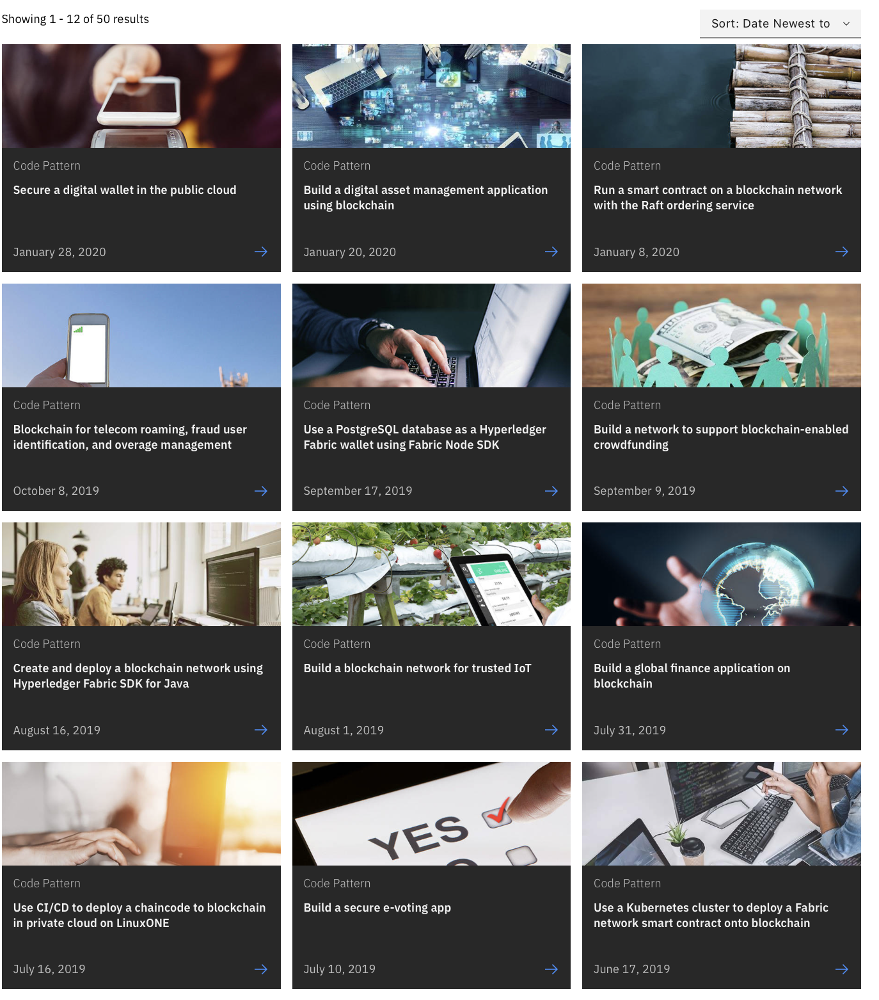 Showing 1 - 12 of 50 results
Sort: Date Newest to
Code Pattern
Secure a digital wallet in the public cloud
January 28, 2020
Code Pattern
Build a digital asset management application
using blockchain
January 20, 2020
Code Pattern
Run a smart contract on a blockchain network
with the Raft ordering service
January 8, 2020
Code Pattern
Blockchain for telecom roaming, fraud user
identification, and overage management
October 8, 2019
Code Pattern
Use a PostgreSQL database as a Hyperledger
Fabric wallet using Fabric Node SDK
September 17, 2019
100
Code Pattern
Build a network to support blockchain-enabled
crowdfunding
September 9, 2019
Code Pattern
Create and deploy a blockchain network using
Hyperledger Fabric SDK for Java
August 16, 2019
ONLINE
Code Pattern
Build a blockchain network for trusted IoT
August 1, 2019
Code Pattern
Build a global finance application on
blockchain
July 31, 2019
Code Pattern
Use CI/CD to deploy a chaincode to blockchain
in private cloud on LinuxONE
July 16, 2019
YES
Code Pattern
Build a secure e-voting app
July 10, 2019
Code Pattern
Use a Kubernetes cluster to deploy a Fabric
network smart contract onto blockchain
June 17, 2019